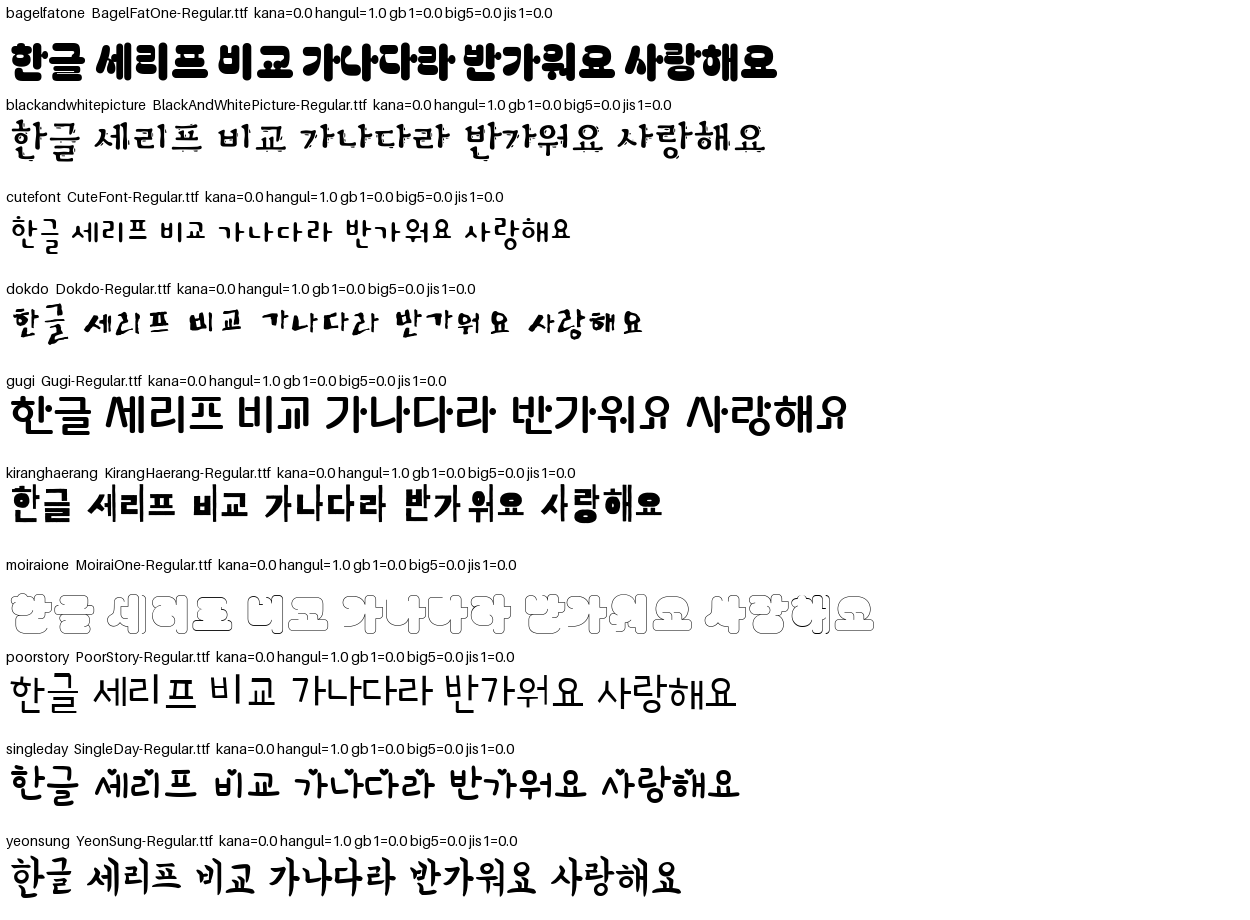 bagelfatone BagelFatOne-Regular.ttf kana=0.0 hangul=1.0 gb1=0.0 big5=0.0 jis1=0.0
한글 세리프 비교 가나다라 반가워요 사랑해요
blackandwhitepicture BlackAndWhitePicture-Regular.ttf kana=0.0 hangul=1.0 gb1=0.0 big5=0.0 jis1=0.0
한글 세리프 비교 가나다라 반가워요 사랑해요
cutefont CuteFont-Regular.ttf kana=0.0 hangul=1.0 gb1=0.0 big5=0.0 jis1=0.0
한글 세리프 비교 가나다라 반가워요 사랑해요
dokdo Dokdo-Regular.ttf kana=0.0 hangul=1.0 gb1=0.0 big5=0.0 jis1=0.0
한글 세리프 비교 가나다라 반가워요 사랑해요
gugi Gugi-Regular.ttf kana=0.0 hangul=1.0 gb1=0.0 big5=0.0 jis1=0.0
한글 세리프 비교 가나다라 반가워요 사랑해요
kiranghaerang KirangHaerang-Regular.ttf kana=0.0 hangul=1.0 gb1=0.0 big5=0.0 jis1=0.0
한글 세리프 비교 가나다라 반가워요 사랑해요
moiraione MoiraiOne-Regular.ttf kana=0.0 hangul=1.0 gb1=0.0 big5=0.0 jis1=0.0
한글 세리프 비교 가나다라 반가워요 사랑해요
poorstory PoorStory-Regular.ttf kana=0.0 hangul=1.0 gb1=0.0 big5=0.0 jis1=0.0
한글 세리프 비교 가나다라 반가워요 사랑해요
singleday SingleDay-Regular.ttf kana=0.0 hangul=1.0 gb1=0.0 big5=0.0 jis1=0.0
한글 세리프 비교 가나다라 반가워요 사랑해요
yeonsung YeonSung-Regular.ttf kana=0.0 hangul=1.0 gb1=0.0 big5=0.0 jis1=0.0
한글 세리프 비교 가나다라 반가워요 사랑해요